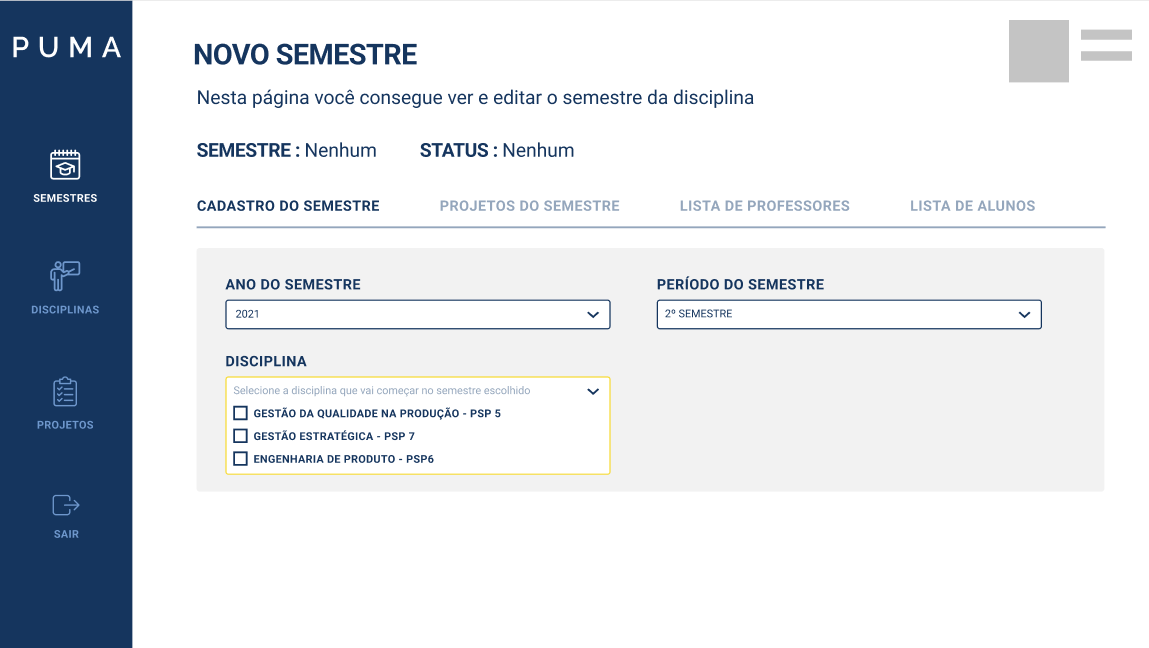 PUMA
SEMESTRES
DISCIPLINAS
PROJETOS
SAIR
NOVO SEMESTRE
Nesta página você consegue ver e editar o semestre da disciplina
SEMESTRE : Nenhum STATUS : Nenhum
CADASTRO DO SEMESTRE PROJETOS DO SEMESTRE LISTA DE PROFESSORES LISTA DE ALUNOS
ANO DO SEMESTRE PERÍODO DO SEMESTRE
2021 2º SEMESTRE
DISCIPLINA
Selecione a disciplina que vai começar no semestre escolhido
GESTÃO DA QUALIDADE NA PRODUÇÃO - PSP 5
GESTÃO ESTRATÉGICA - PSP 7
ENGENHARIA DE PRODUTO - PSP6